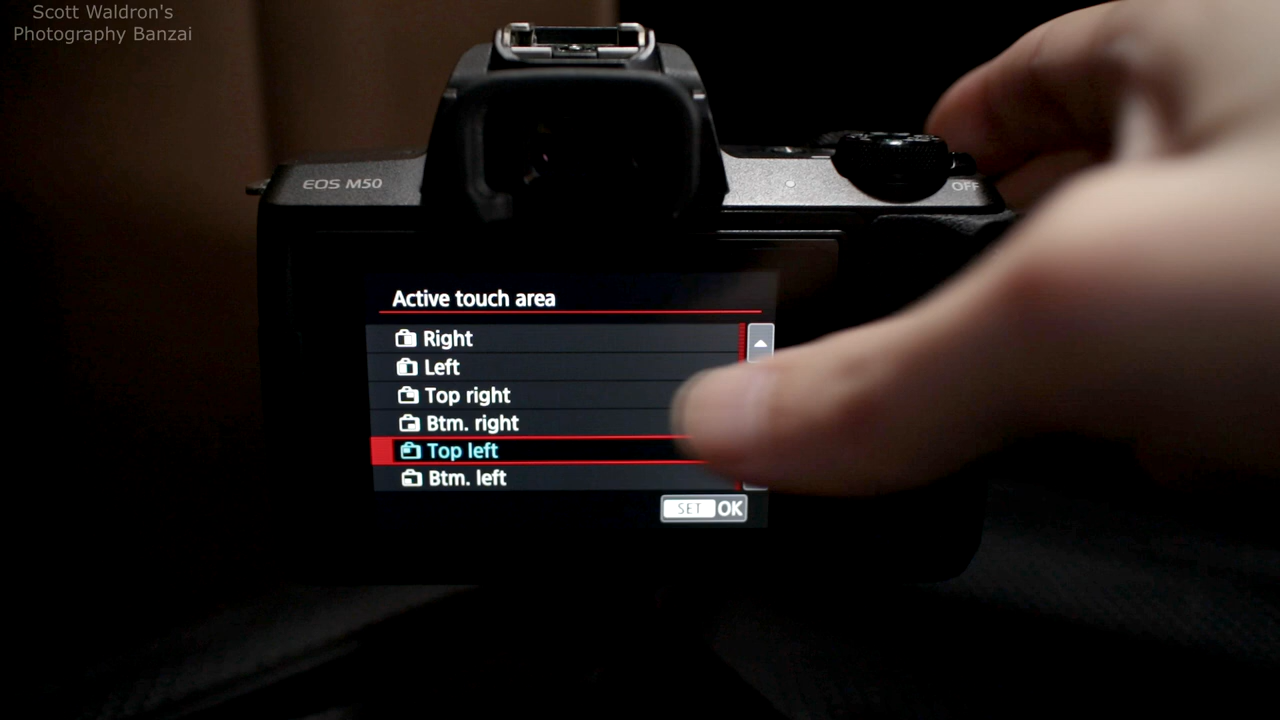 Scott Waldron's
Photography Banzai
EOS M50
OFF
Active touch area
Right
Left
Top right
Btm. right
Top left
Btm. left
SET OK